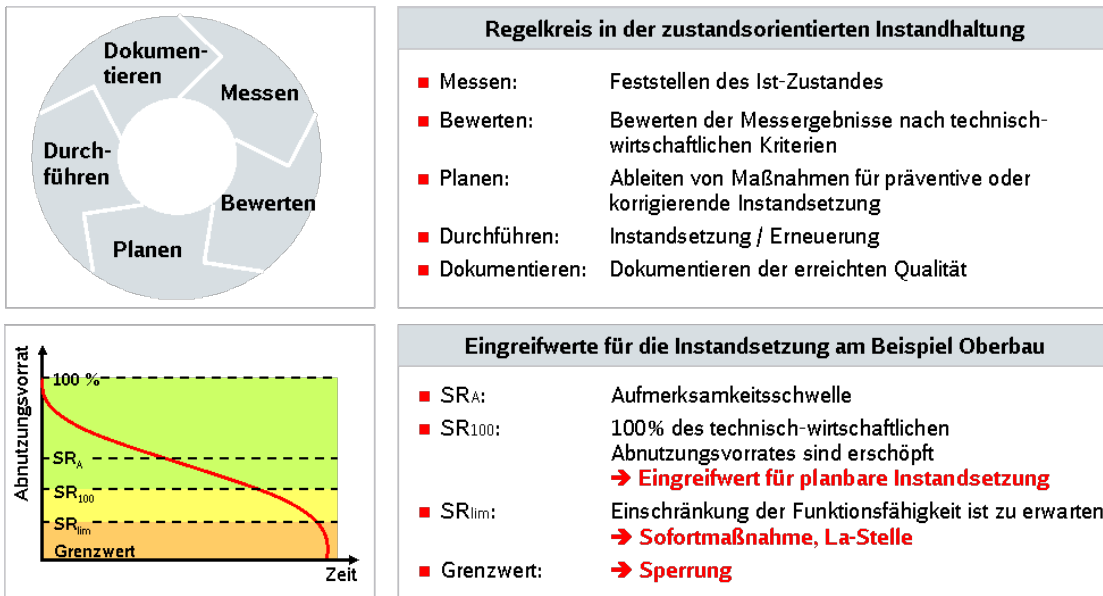 Dokumen-
tieren
Messen
Bewerten
Planen
Durch-
führen
Regelkreis in der zustandsorientierten Instandhaltung
Messen: Feststellen des Ist-Zustandes
Bewerten: Bewerten der Messergebnisse nach technisch-
wirtschaftlichen Kriterien
Planen: Ableiten von Maßnahmen für präventive oder
korrigierende Instandsetzung
Durchführen: Instandsetzung / Erneuerung
Dokumentieren: Dokumentieren der erreichten Qualität
Abnutzungsvorrat
100 %
SRA
SR100
SRlim
Grenzwert
Zeit
Eingreifwerte für die Instandsetzung am Beispiel Oberbau
SRA: Aufmerksamkeitsschwelle
SR100: 100% des technisch-wirtschaftlichen
Abnutzungsvorrates sind erschöpft
➔ Eingreifwert für planbare Instandsetzung
SRlim: Einschränkung der Funktionsfähigkeit ist zu erwarten
➔ Sofortmaßnahme, La-Stelle
Grenzwert: ➔ Sperrung